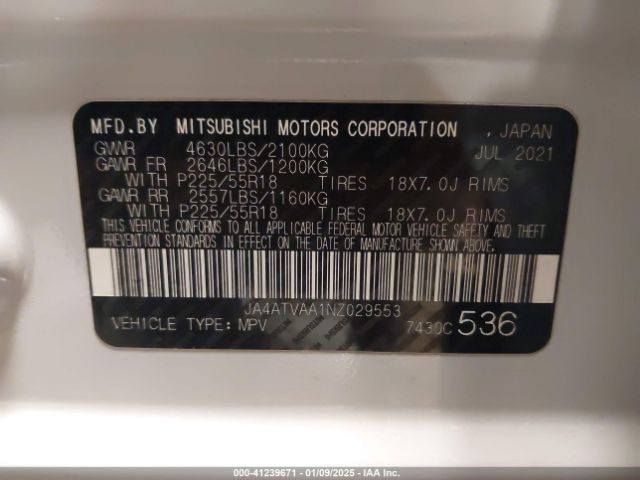 MFD.BY MITSUBISHI MOTORS CORPORATION , JAPAN
GVWR 4630LBS/2100KG JUL 2021
GAWR FR 2646LBS/1200KG
WITH P225/55R18 TIRES 18X7.0J RIMS
GAWR RR 2557LBS/1160KG
WITH P225/55R18 TIRES 18X7.0J RIMS
THIS VEHICLE CONFORMS TO ALL APPLICABLE FEDERAL MOTOR VEHICLE SAFETY AND THEFT
PREVENTION STANDARDS IN EFFECT ON THE DATE OF MANUFACTURE SHOWN ABOVE.
JA4ATVAA1NZ029553
VEHICLE TYPE: MPV 7430C 536
000-41239671 - 01/09/2025 - IAAI.COM